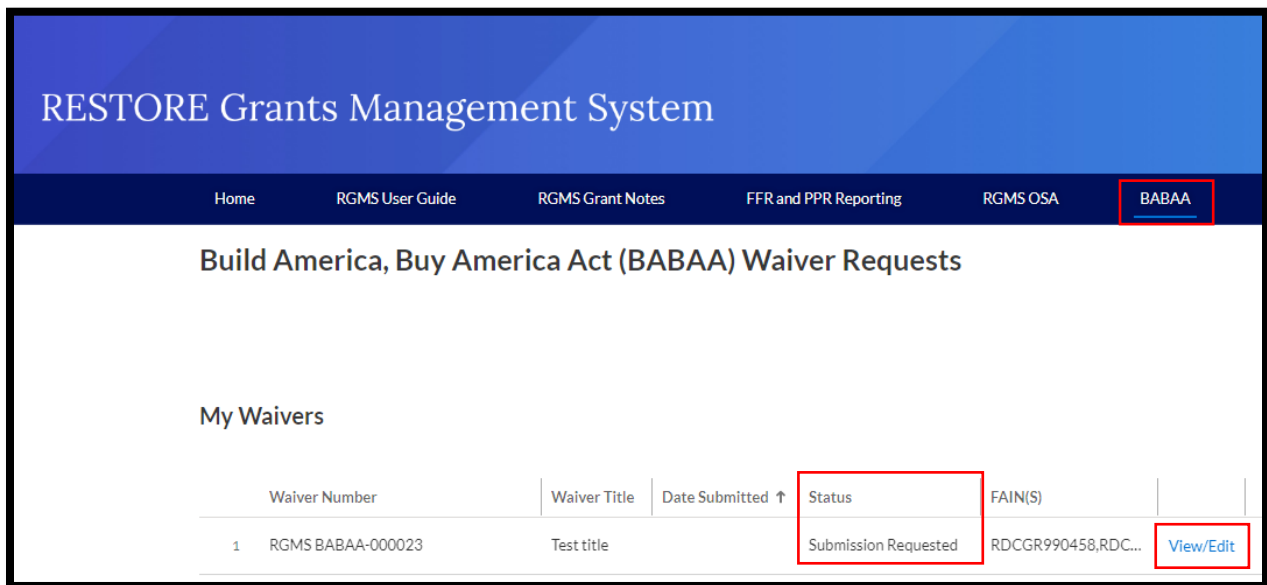 RESTORE Grants Management System
Home RGMS User Guide RGMS Grant Notes FFR and PPR Reporting RGMS OSA BABAA
Build America, Buy America Act (BABAA) Waiver Requests
My Waivers
Waiver Number Waiver Title Date Submitted ↑ Status FAIN(S)
1 RGMS BABAA-000023 Test title Submission Requested RDCGR990458,RDC... View/Edit